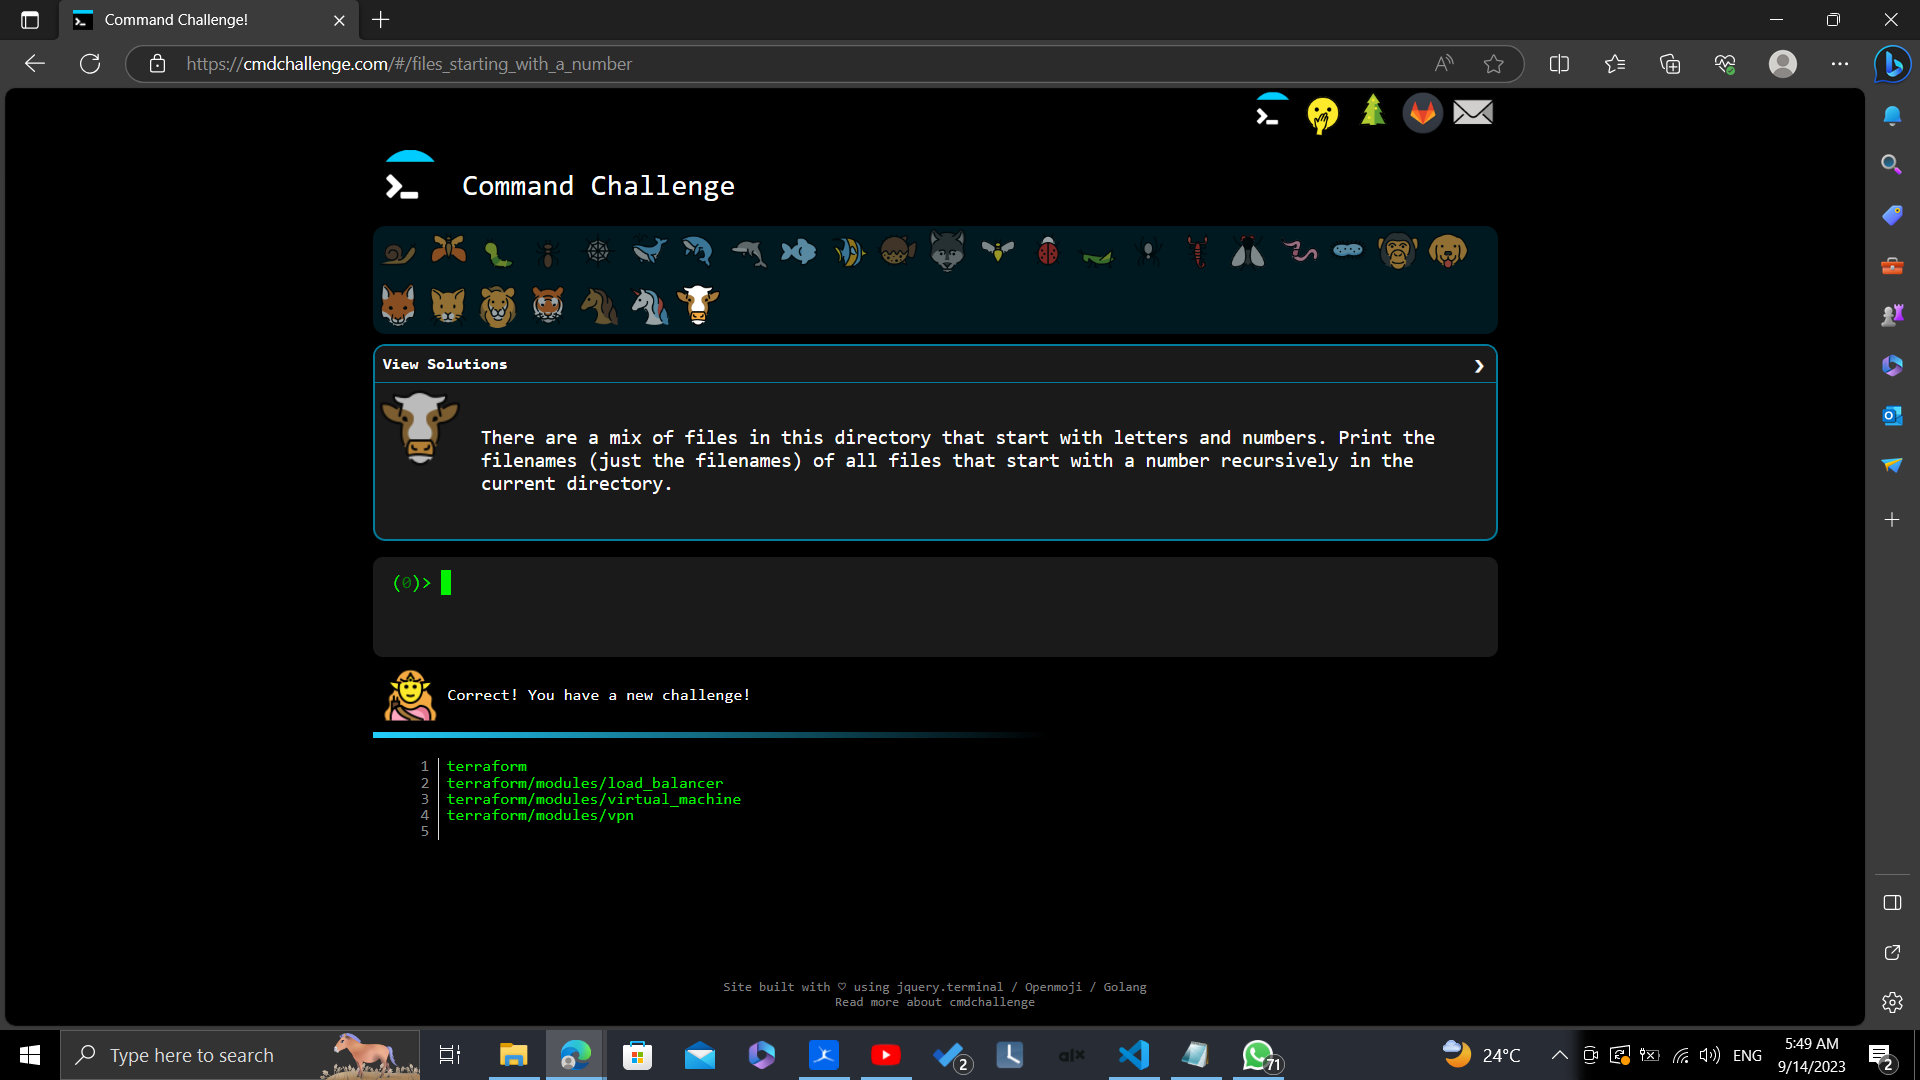 Command Challenge!
https://cmdchallenge.com/#/files_starting_with_a_number
Command Challenge
View Solutions
There are a mix of files in this directory that start with letters and numbers. Print the
filenames (just the filenames) of all files that start with a number recursively in the
current directory.
(0)>
Correct! You have a new challenge!
1 terraform
2 terraform/modules/load_balancer
3 terraform/modules/virtual_machine
4 terraform/modules/vpn
5
Site built with ♡ using jquery.terminal / Openmoji / Golang
Read more about cmdchallenge
Type here to search
2
alx
71
24°C
ENG
5:49 AM
9/14/2023
2